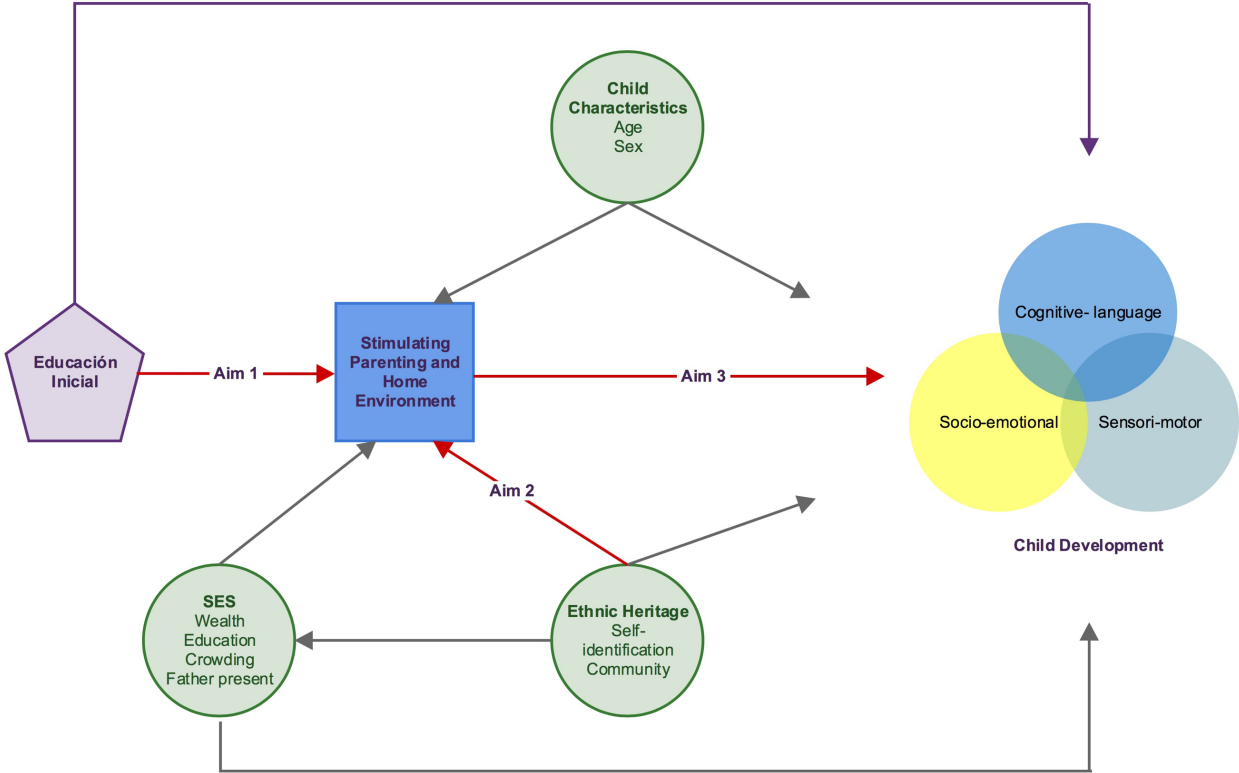 Child
Characteristics
Age
Sex
Educación
Inicial
Aim 1
Stimulating
Parenting and
Home
Environment
Aim 3
Cognitive- language
Socio-emotional
Sensori-motor
Child Development
Aim 2
SES
Wealth
Education
Crowding
Father present
Ethnic Heritage
Self-
identification
Community